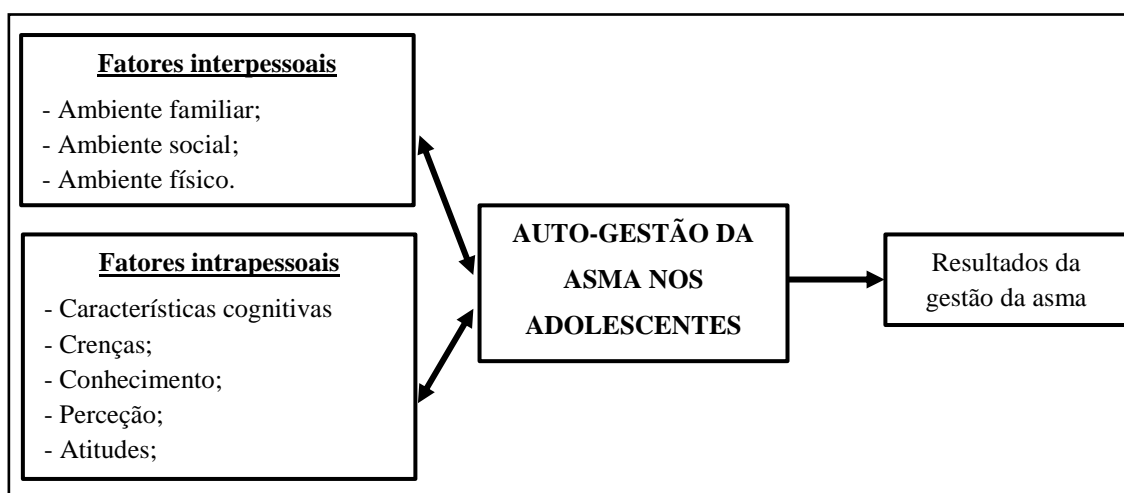 Fatores interpessoais
- Ambiente familiar;
- Ambiente social;
- Ambiente físico.
Fatores intrapessoais
- Características cognitivas
- Crenças;
- Conhecimento;
- Perceção;
- Atitudes;
AUTO-GESTÃO DA
ASMA NOS
ADOLESCENTES
Resultados da
gestão da asma